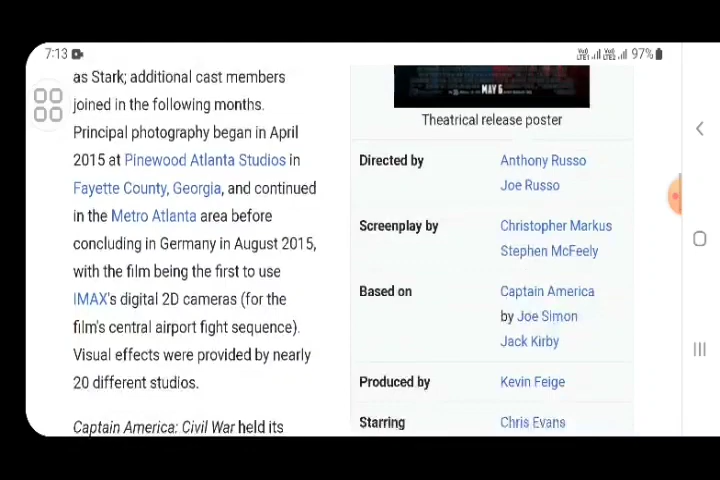 7:13
Vo) LTE1 Vo) LTE2 97%
as Stark; additional cast members
joined in the following months.
Principal photography began in April
2015 at Pinewood Atlanta Studios in
Fayette County, Georgia, and continued
in the Metro Atlanta area before
concluding in Germany in August 2015,
with the film being the first to use
IMAX's digital 2D cameras (for the
film's central airport fight sequence).
Visual effects were provided by nearly
20 different studios.
Captain America: Civil War held its
MAY 6
Theatrical release poster
Directed by
Anthony Russo
Joe Russo
Screenplay by
Christopher Markus
Stephen McFeely
Based on
Captain America
by Joe Simon
Jack Kirby
Produced by
Kevin Feige
Starring
Chris Evans